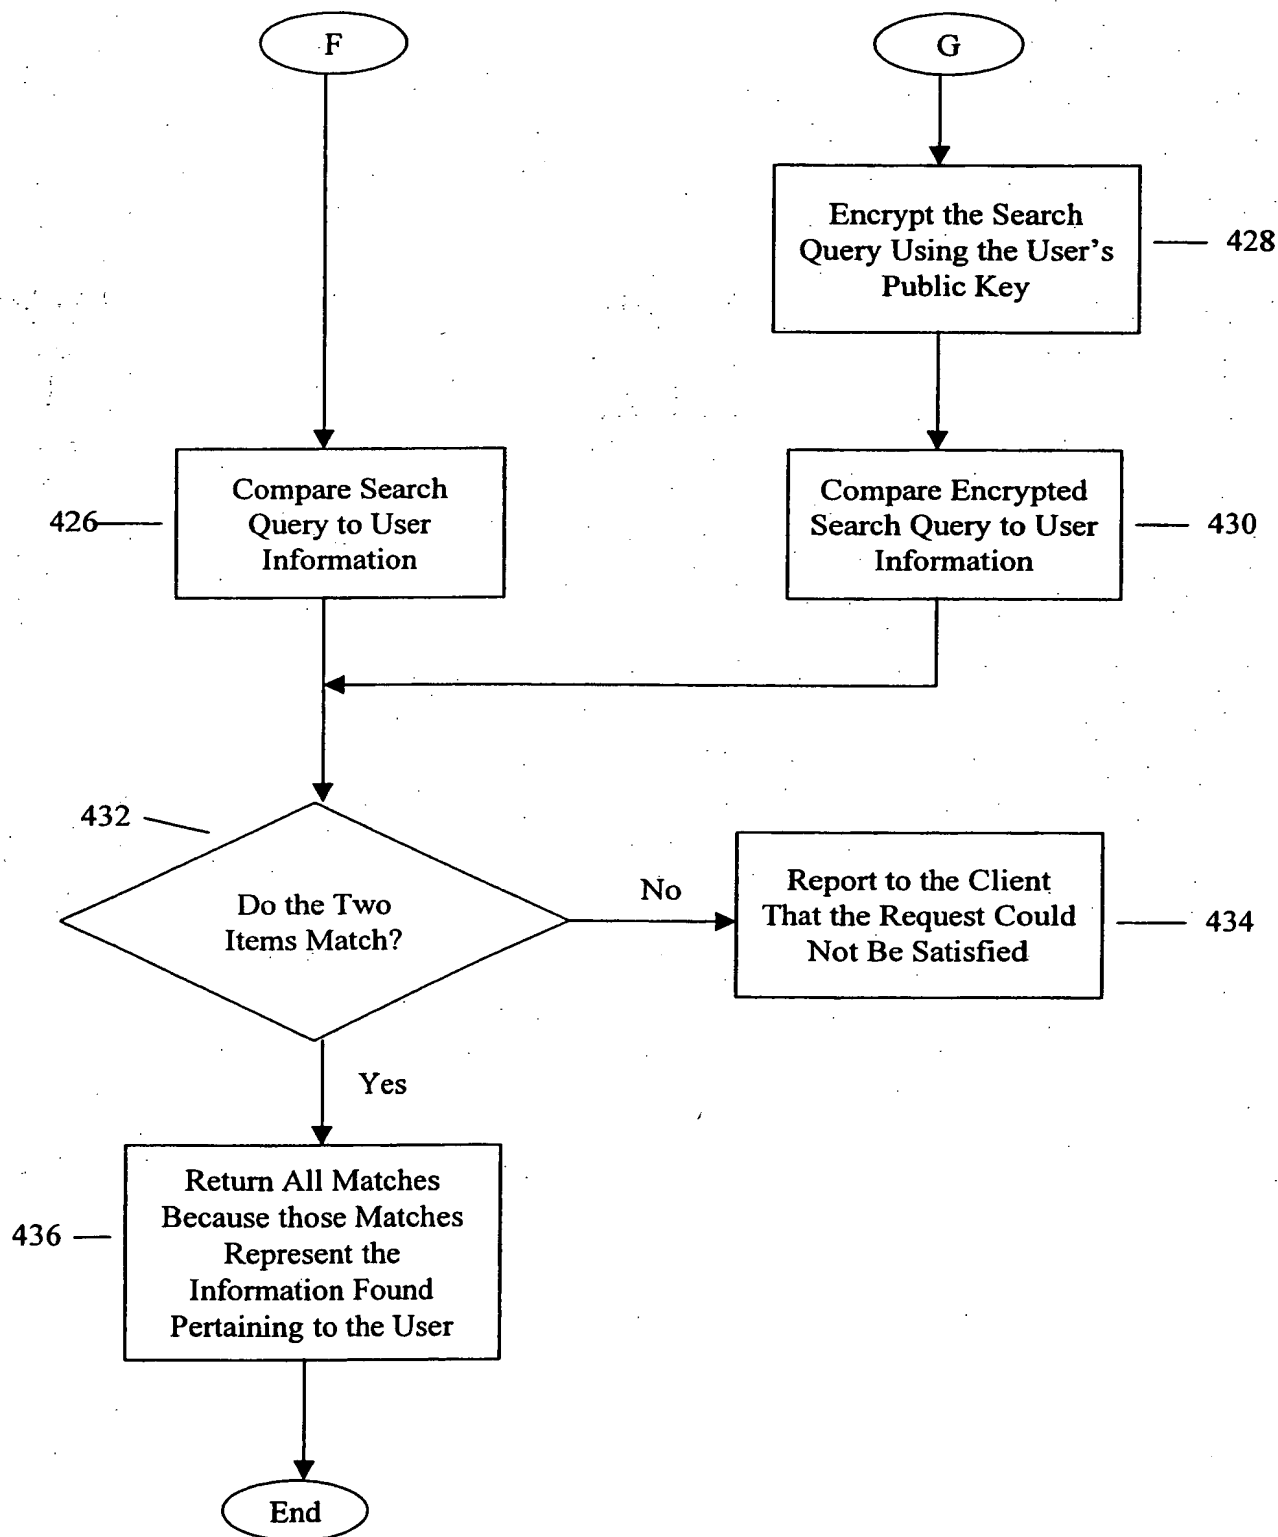 F
G
Encrypt the Search
Query Using the User's
Public Key
428
Compare Search
Query to User
Information
426
Compare Encrypted
Search Query to User
Information
430
432
Do the Two
Items Match?
No
Report to the Client
That the Request Could
Not Be Satisfied
434
Yes
Return All Matches
Because those Matches
Represent the
Information Found
Pertaining to the User
436
End